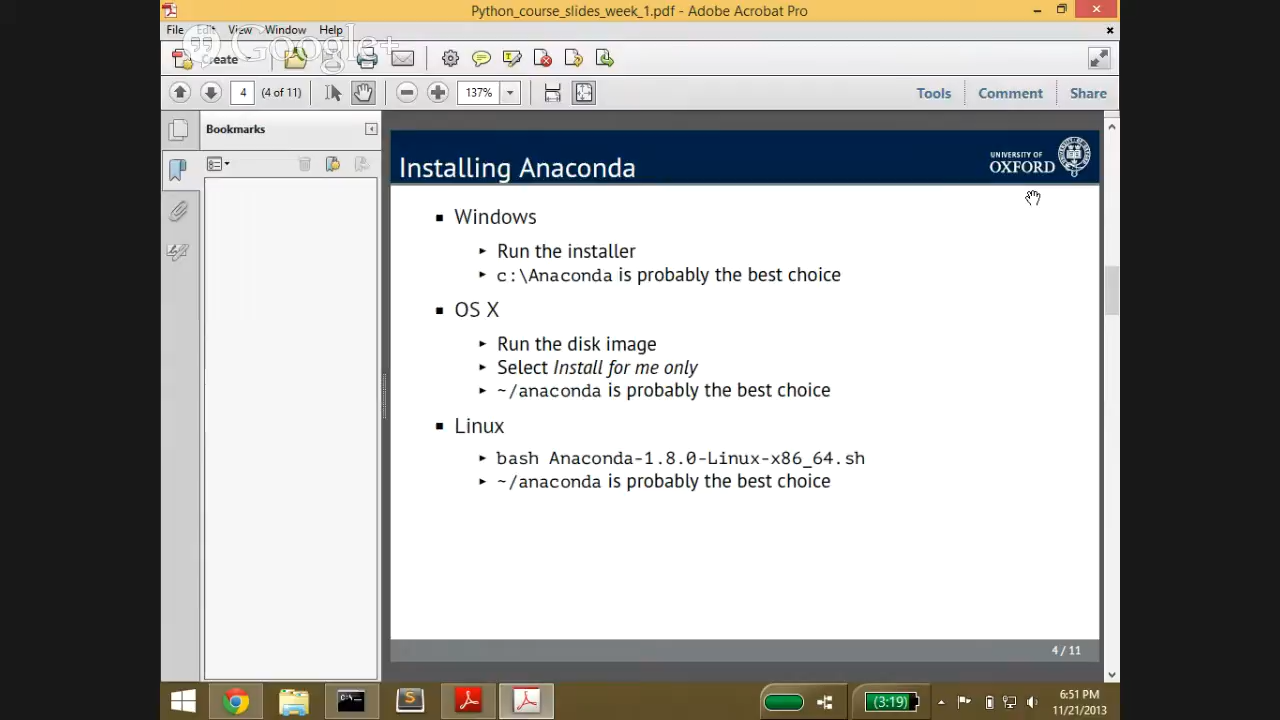 Python_course_slides_week_1.pdf - Adobe Acrobat Pro
File Edit View Window Help
Google+
Create
4 (4 of 11) 137% Tools Comment Share
Bookmarks
Installing Anaconda
UNIVERSITY OF
OXFORD
Windows
Run the installer
c:\Anaconda is probably the best choice
OS X
Run the disk image
Select Install for me only
~/anaconda is probably the best choice
Linux
bash Anaconda-1.8.0-Linux-x86_64.sh
~/anaconda is probably the best choice
4 / 11
(3:19)
6:51 PM
11/21/2013